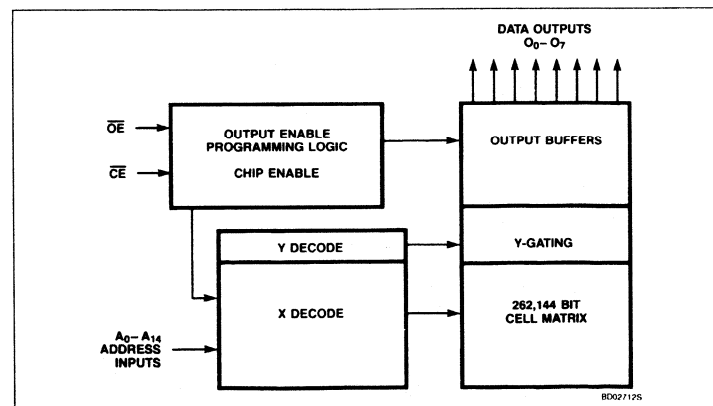 DATA OUTPUTS
O₀– O₇
OE
CE
OUTPUT ENABLE
PROGRAMMING LOGIC
CHIP ENABLE
OUTPUT BUFFERS
Y DECODE
Y-GATING
X DECODE
262,144 BIT
CELL MATRIX
A₀– A₁₄
ADDRESS
INPUTS
BD02712S